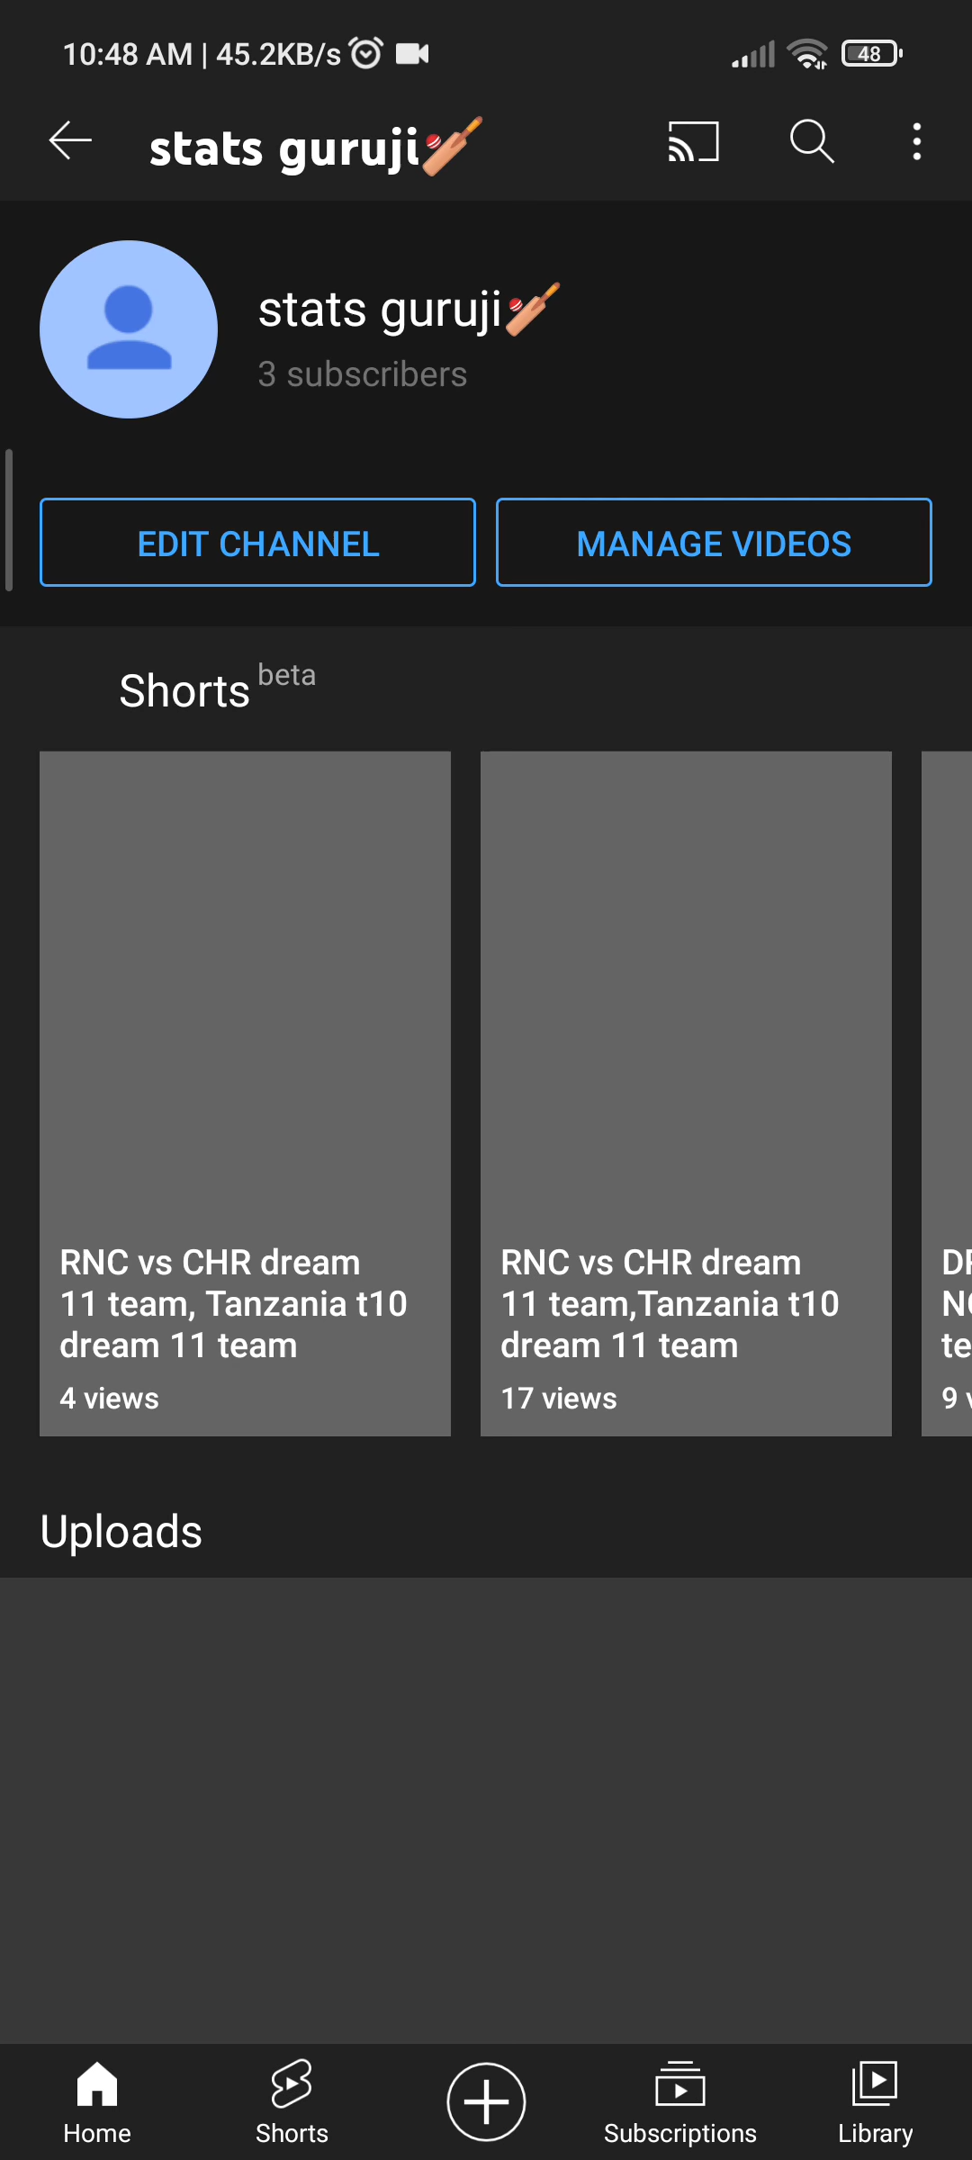 10:48 AM | 45.2KB/s
48
stats guruji🏏
stats guruji🏏
3 subscribers
EDIT CHANNEL
MANAGE VIDEOS
Shorts beta
RNC vs CHR dream
11 team, Tanzania t10
dream 11 team
4 views
RNC vs CHR dream
11 team,Tanzania t10
dream 11 team
17 views
te
9
Uploads
Home
Shorts
Subscriptions
Library